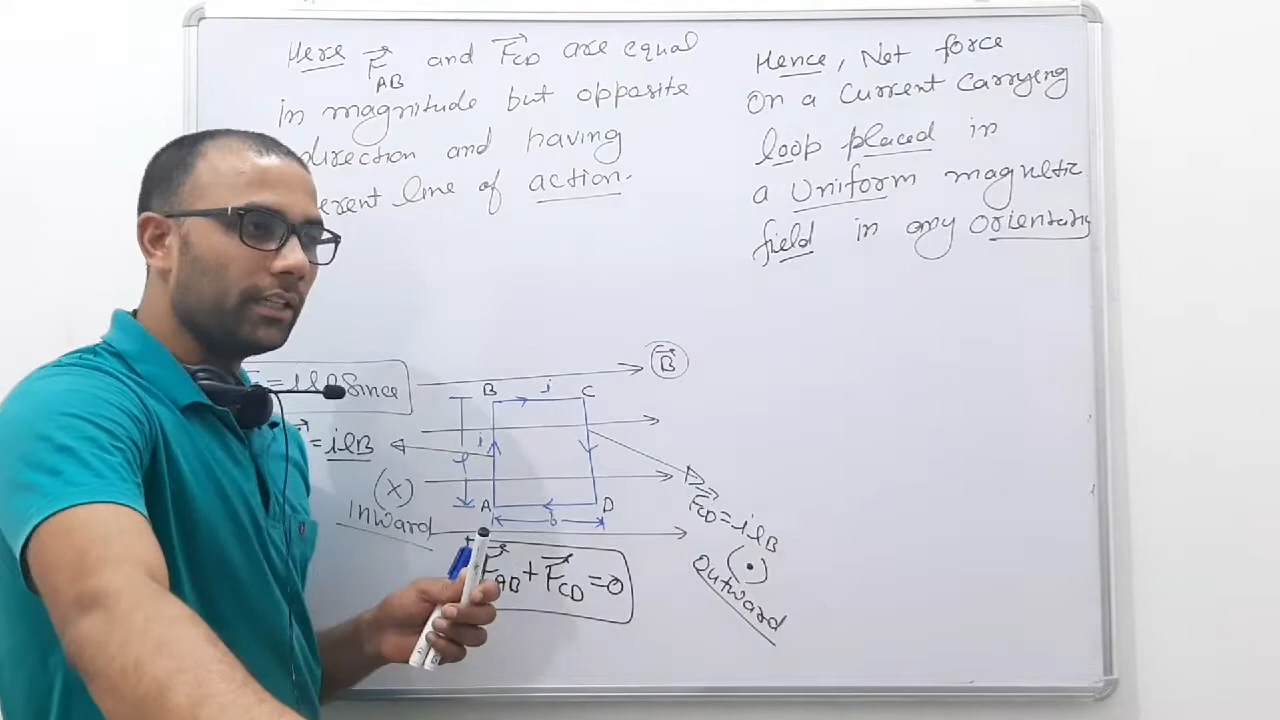 Here F⃗AB and F⃗CD are equal
in magnitude but opposite
direction and having
erent line of action.
Hence, Net force
on a current carrying
loop placed in
a Uniform magnetic
field in any
= ilBSin
= ilB
(×)
Inward
B⃗
B i C
i
l
A D
b
F⃗CD = ilB
(•)
Outward
F⃗AB + F⃗CD = 0